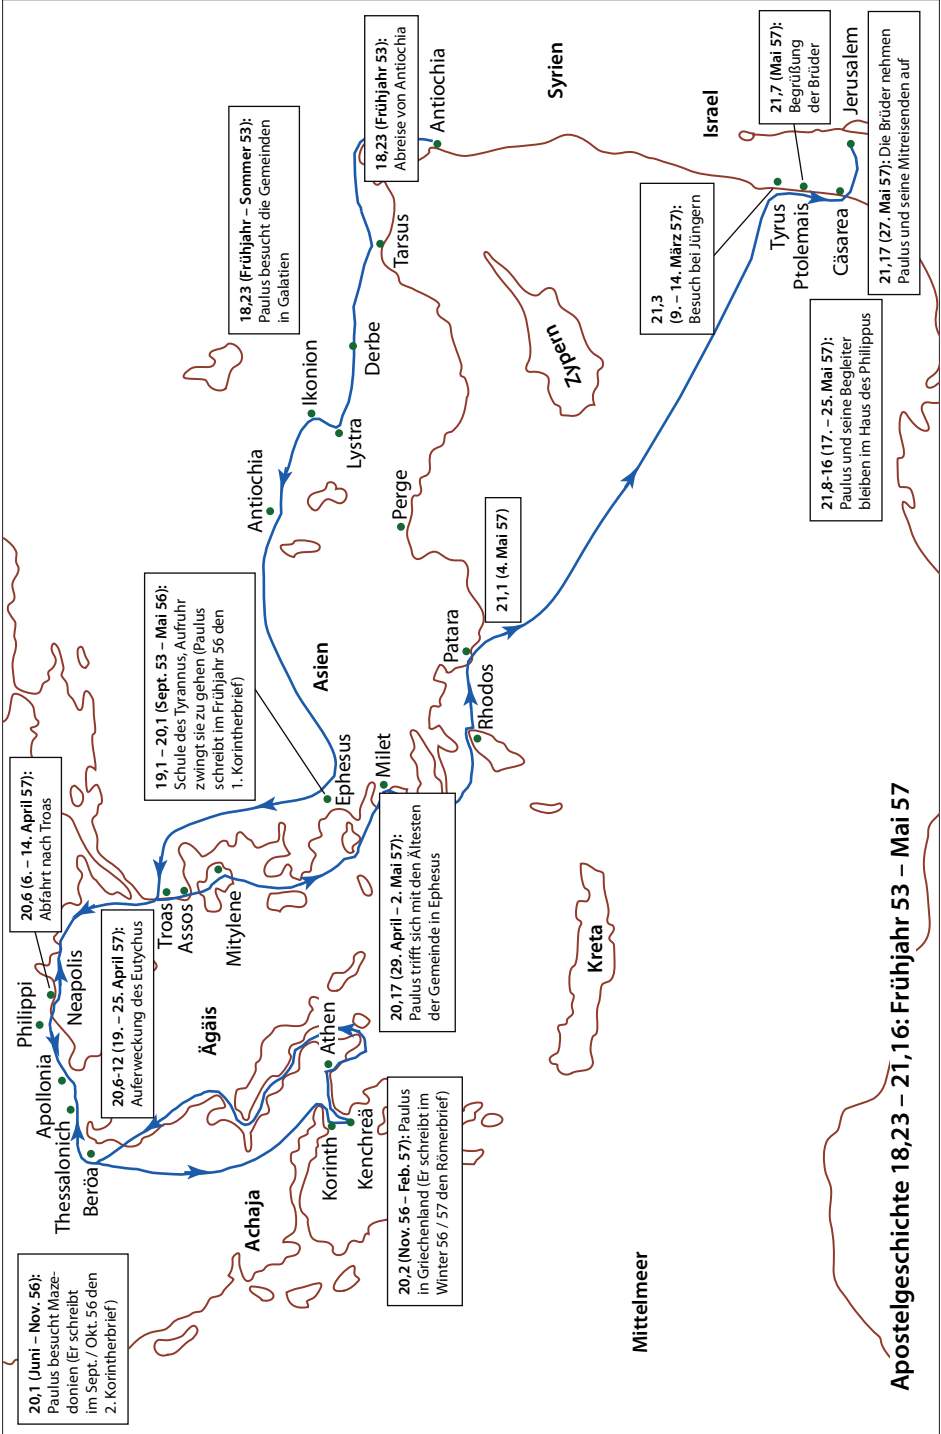 20,1 (Juni – Nov. 56):
Paulus besucht Maze-
donien (Er schreibt
im Sept. / Okt. 56 den
2. Korintherbrief)
Philippi
Neapolis
Apollonia
Thessalonich
Beröa
20,6 (6. – 14. April 57):
Abfahrt nach Troas
20,6-12 (19. – 25. April 57):
Auferweckung des Eutychus
19,1 – 20,1 (Sept. 53 – Mai 56):
Schule des Tyrannus, Aufruhr
zwingt sie zu gehen (Paulus
schreibt im Frühjahr 56 den
1. Korintherbrief)
18,23 (Frühjahr – Sommer 53):
Paulus besucht die Gemeinden
in Galatien
18,23 (Frühjahr 53):
Abreise von Antiochia
Troas
Assos
Mitylene
Ägäis
Achaja
Athen
Korinth
Kenchreä
Asien
Ephesus
Milet
Antiochia
Ikonion
Lystra
Derbe
Tarsus
Antiochia
Syrien
Perge
Patara
Rhodos
20,2 (Nov. 56 – Feb. 57): Paulus
in Griechenland (Er schreibt im
Winter 56 / 57 den Römerbrief)
20,17 (29. April – 2. Mai 57):
Paulus trifft sich mit den Ältesten
der Gemeinde in Ephesus
21,1 (4. Mai 57)
Zypern
Kreta
Mittelmeer
21,3
(9. – 14. März 57):
Besuch bei Jüngern
Israel
21,7 (Mai 57):
Begrüßung
der Brüder
Tyrus
Ptolemais
Cäsarea
Jerusalem
21,8-16 (17. – 25. Mai 57):
Paulus und seine Begleiter
bleiben im Haus des Philippus
21,17 (27. Mai 57): Die Brüder nehmen
Paulus und seine Mitreisenden auf
Apostelgeschichte 18,23 – 21,16: Frühjahr 53 – Mai 57